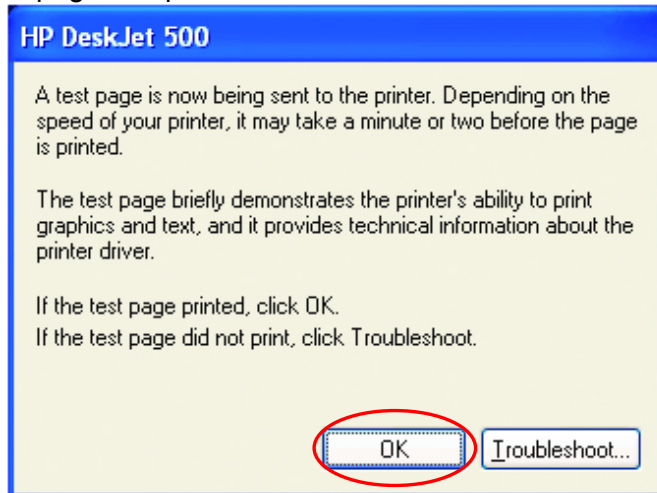 HP DeskJet 500
A test page is now being sent to the printer. Depending on the
speed of your printer, it may take a minute or two before the page
is printed.
The test page briefly demonstrates the printer's ability to print
graphics and text, and it provides technical information about the
printer driver.
If the test page printed, click OK.
If the test page did not print, click Troubleshoot.
OK
Troubleshoot...